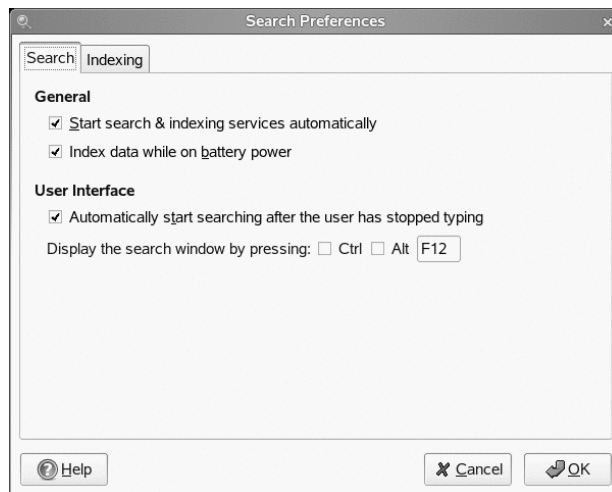 Search Preferences
Search Indexing
General
Start search & indexing services automatically
Index data while on battery power
User Interface
Automatically start searching after the user has stopped typing
Display the search window by pressing: Ctrl Alt F12
Help Cancel OK